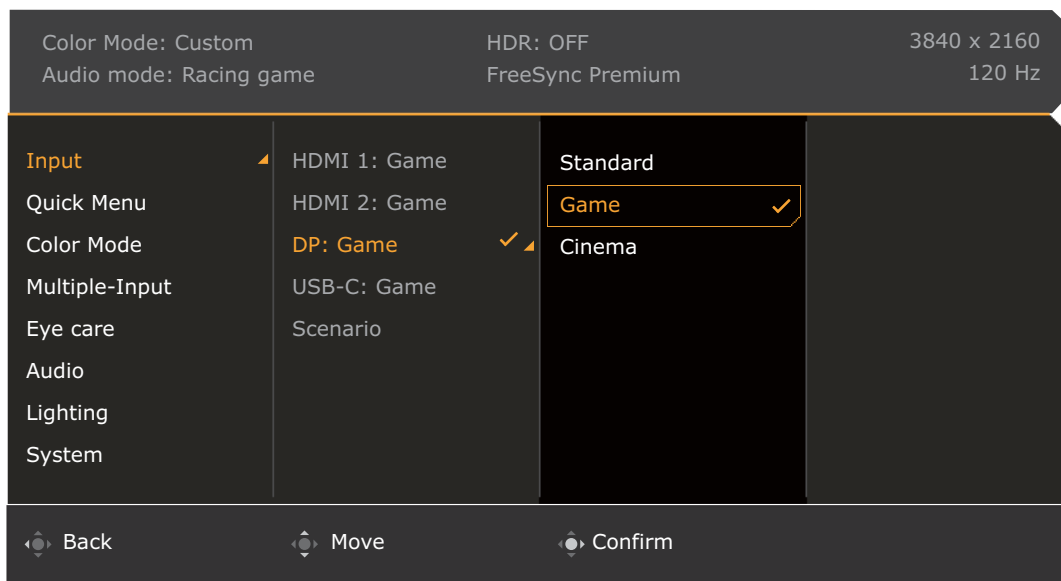 Color Mode: Custom
HDR: OFF
3840 x 2160
Audio mode: Racing game
FreeSync Premium
120 Hz
Input
Quick Menu
Color Mode
Multiple-Input
Eye care
Audio
Lighting
System
HDMI 1: Game
HDMI 2: Game
DP: Game
USB-C: Game
Scenario
Standard
Game
Cinema
Back
Move
Confirm